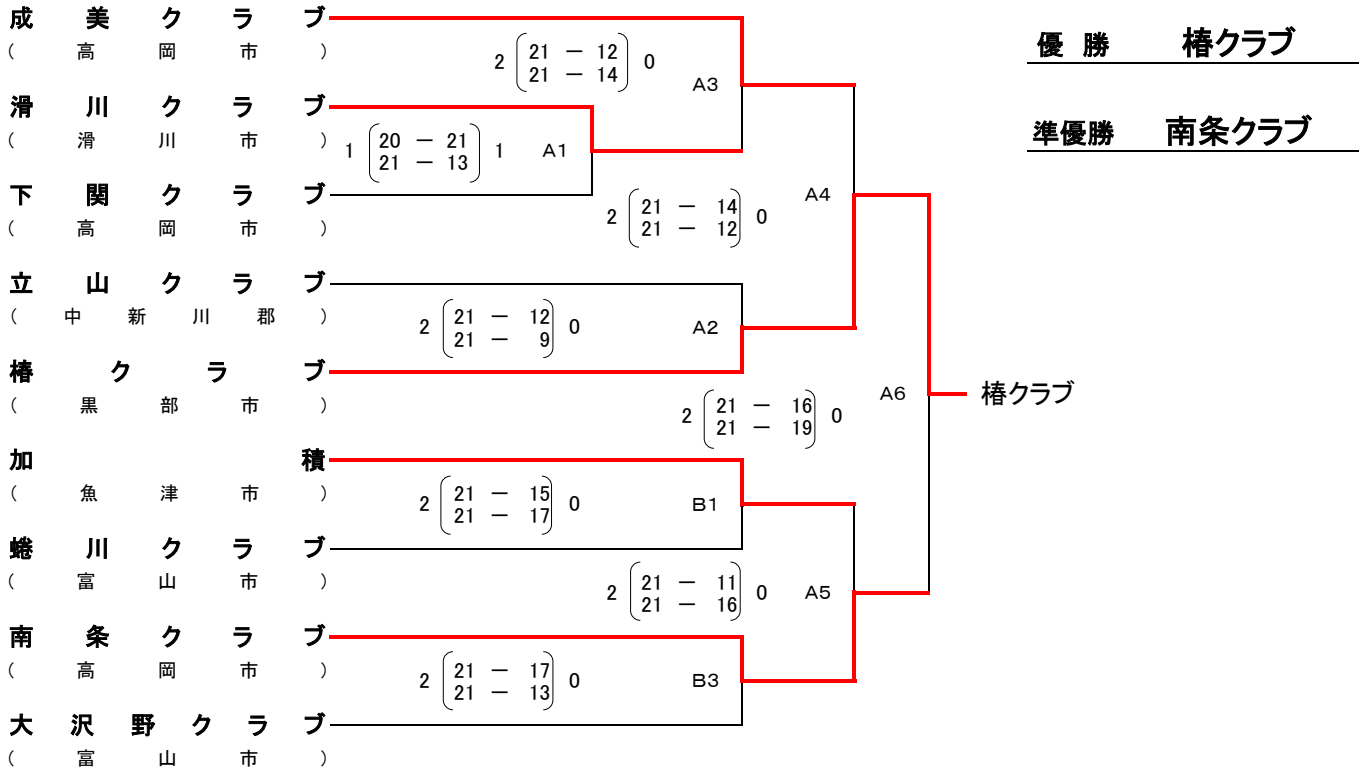 成美クラブ
(高岡市)
2 21 － 12 0
21 － 14
A3
優勝 椿クラブ
滑川クラブ
(滑川市)
1 20 － 21 1
21 － 13
A1
準優勝 南条クラブ
下関クラブ
(高岡市)
2 21 － 14 0
21 － 12
A4
立山クラブ
(中新川郡)
2 21 － 12 0
21 － 9
A2
椿クラブ
(黒部市)
2 21 － 16 0
21 － 19
A6
椿クラブ
加積
(魚津市)
2 21 － 15 0
21 － 17
B1
蜷川クラブ
(富山市)
2 21 － 11 0
21 － 16
A5
南条クラブ
(高岡市)
2 21 － 17 0
21 － 13
B3
大沢野クラブ
(富山市)